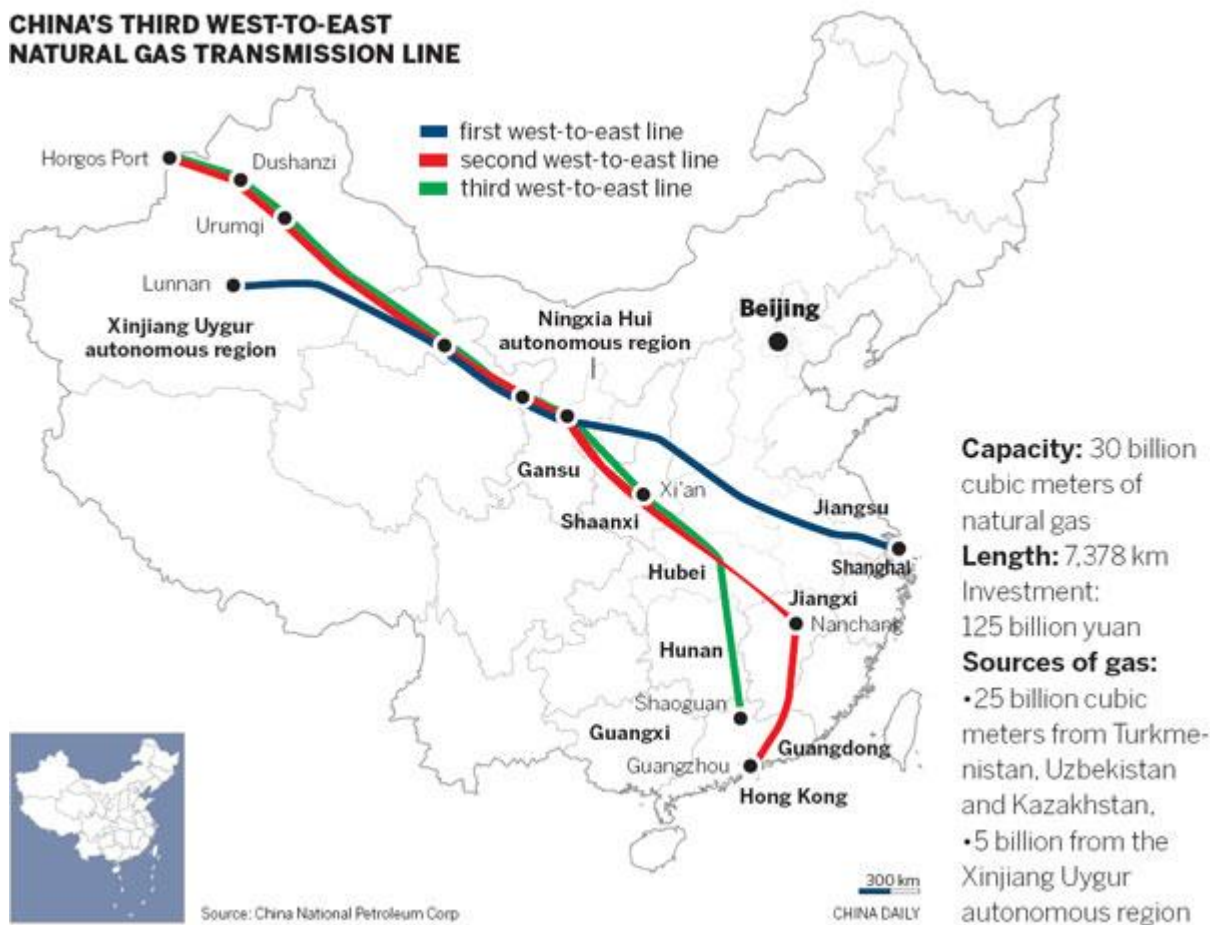 CHINA'S THIRD WEST-TO-EAST
NATURAL GAS TRANSMISSION LINE
first west-to-east line
second west-to-east line
third west-to-east line
Horgos Port
Dushanzi
Urumqi
Lunnan
Xinjiang Uygur
autonomous region
Ningxia Hui
autonomous region
Beijing
Gansu
Xi'an
Shaanxi
Jiangsu
Shanghai
Hubei
Jiangxi
Nanchang
Hunan
Shaoguan
Guangxi
Guangdong
Guangzhou
Hong Kong
Capacity: 30 billion
cubic meters of
natural gas
Length: 7,378 km
Investment:
125 billion yuan
Sources of gas:
•25 billion cubic
meters from Turkme-
nistan, Uzbekistan
and Kazakhstan,
•5 billion from the
Xinjiang Uygur
autonomous region
300 km
CHINA DAILY
Source: China National Petroleum Corp